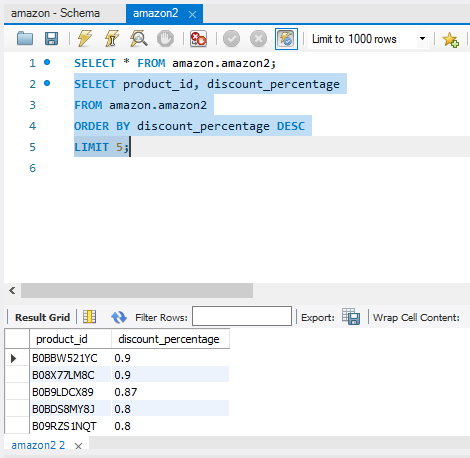 amazon - Schema amazon2
Limit to 1000 rows
1 SELECT * FROM amazon.amazon2;
2 SELECT product_id, discount_percentage
3 FROM amazon.amazon2
4 ORDER BY discount_percentage DESC
5 LIMIT 5;
6
Result Grid Filter Rows: Export: Wrap Cell Content:
product_id discount_percentage
B0BBW521YC 0.9
B08X77LM8C 0.9
B0B9LDCX89 0.87
B0BDS8MY8J 0.8
B09RZS1NQT 0.8
amazon2 2